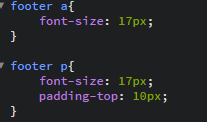 footer a{
    font-size: 17px;
}
footer p{
    font-size: 17px;
    padding-top: 10px;
}